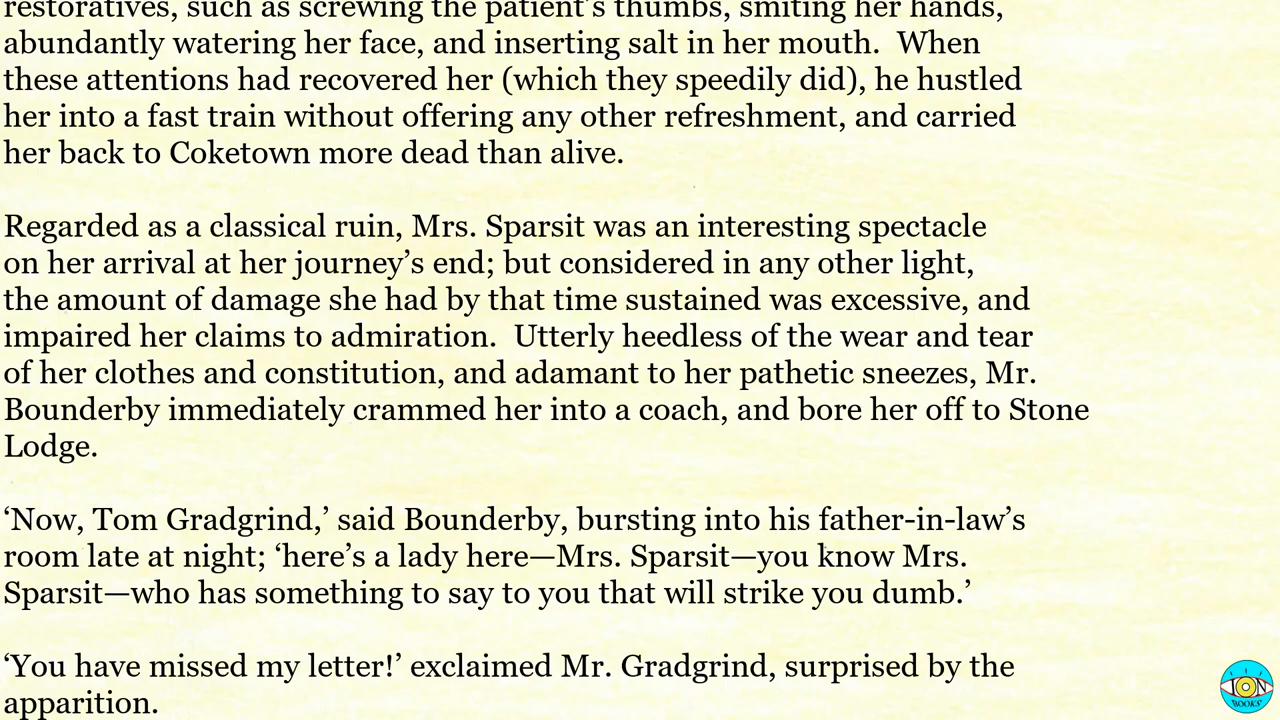 restoratives, such as screwing the patient’s thumbs, smiting her hands,
abundantly watering her face, and inserting salt in her mouth.  When
these attentions had recovered her (which they speedily did), he hustled
her into a fast train without offering any other refreshment, and carried
her back to Coketown more dead than alive.
Regarded as a classical ruin, Mrs. Sparsit was an interesting spectacle
on her arrival at her journey’s end; but considered in any other light,
the amount of damage she had by that time sustained was excessive, and
impaired her claims to admiration.  Utterly heedless of the wear and tear
of her clothes and constitution, and adamant to her pathetic sneezes, Mr.
Bounderby immediately crammed her into a coach, and bore her off to Stone
Lodge.
‘Now, Tom Gradgrind,’ said Bounderby, bursting into his father-in-law’s
room late at night; ‘here’s a lady here—Mrs. Sparsit—you know Mrs.
Sparsit—who has something to say to you that will strike you dumb.’
‘You have missed my letter!’ exclaimed Mr. Gradgrind, surprised by the
apparition.
ION
BOOKS